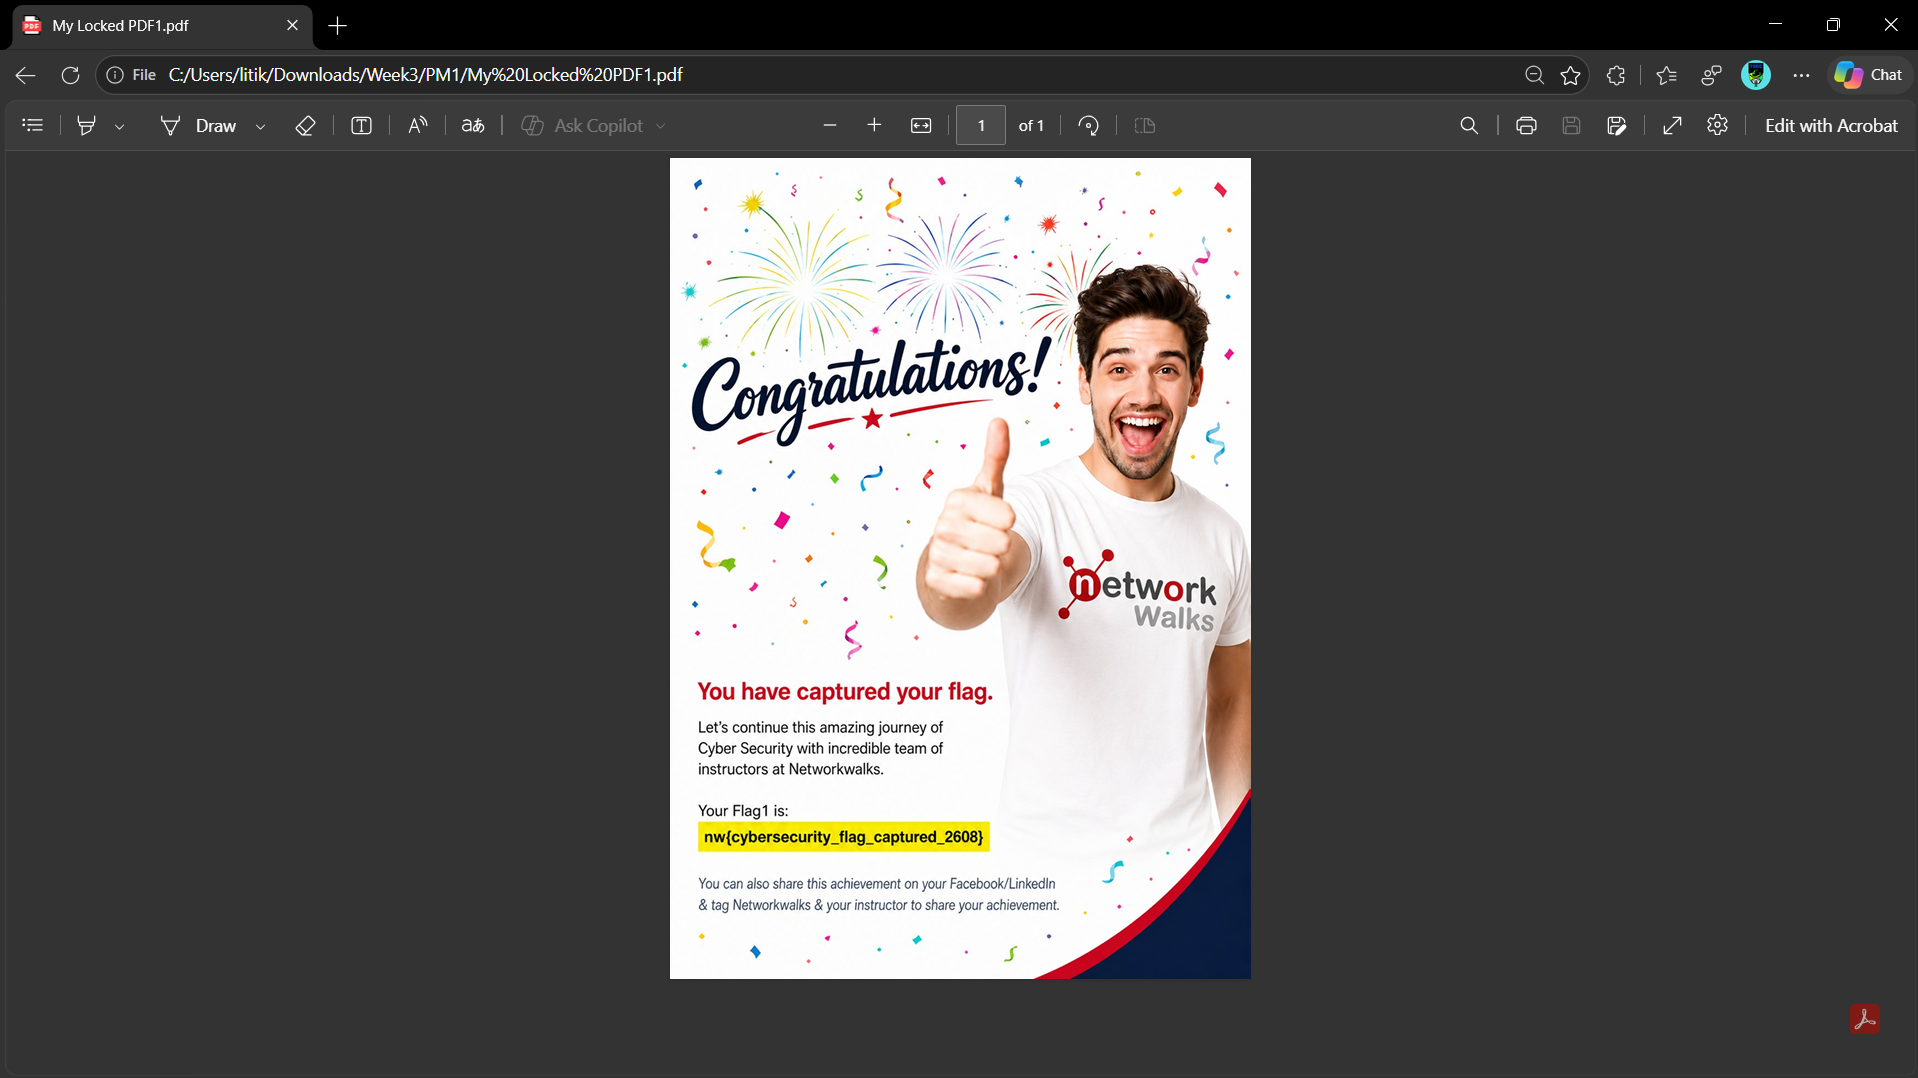 My Locked PDF1.pdf
File C:/Users/litik/Downloads/Week3/PM1/My%20Locked%20PDF1.pdf
Chat
Draw
aあ
Ask Copilot
1 of 1
Edit with Acrobat
Congratulations!
network
Walks
You have captured your flag.
Let's continue this amazing journey of
Cyber Security with incredible team of
instructors at Networkwalks.
Your Flag1 is:
nw{cybersecurity_flag_captured_2608}
You can also share this achievement on your Facebook/LinkedIn
& tag Networkwalks & your instructor to share your achievement.